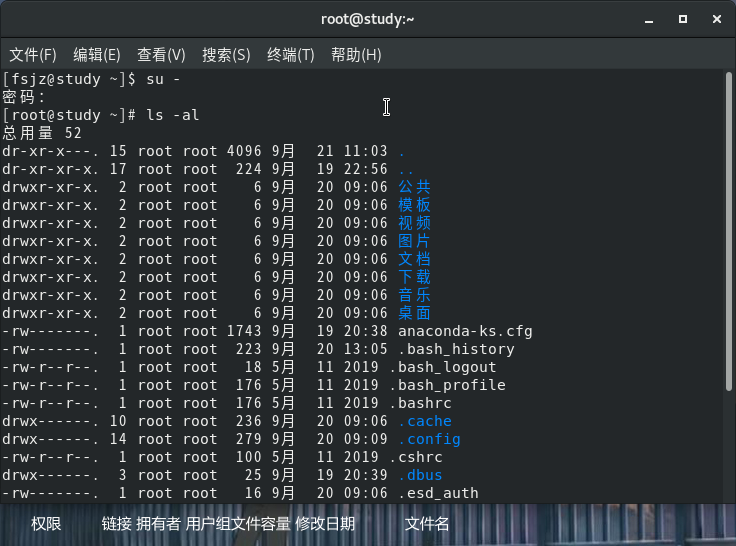 root@study:~
文件(F) 编辑(E) 查看(V) 搜索(S) 终端(T) 帮助(H)
[fsjz@study ~]$ su -
密码：
[root@study ~]# ls -al
总用量 52
dr-xr-x---. 15 root root 4096 9月 21 11:03 .
dr-xr-xr-x. 17 root root 224 9月 19 22:56 ..
drwxr-xr-x. 2 root root 6 9月 20 09:06 公共
drwxr-xr-x. 2 root root 6 9月 20 09:06 模板
drwxr-xr-x. 2 root root 6 9月 20 09:06 视频
drwxr-xr-x. 2 root root 6 9月 20 09:06 图片
drwxr-xr-x. 2 root root 6 9月 20 09:06 文档
drwxr-xr-x. 2 root root 6 9月 20 09:06 下载
drwxr-xr-x. 2 root root 6 9月 20 09:06 音乐
drwxr-xr-x. 2 root root 6 9月 20 09:06 桌面
-rw-------. 1 root root 1743 9月 19 20:38 anaconda-ks.cfg
-rw-------. 1 root root 223 9月 20 13:05 .bash_history
-rw-r--r--. 1 root root 18 5月 11 2019 .bash_logout
-rw-r--r--. 1 root root 176 5月 11 2019 .bash_profile
-rw-r--r--. 1 root root 176 5月 11 2019 .bashrc
drwx------. 10 root root 236 9月 20 09:06 .cache
drwx------. 14 root root 279 9月 20 09:09 .config
-rw-r--r--. 1 root root 100 5月 11 2019 .cshrc
drwx------. 3 root root 25 9月 19 20:39 .dbus
-rw-------. 1 root root 16 9月 20 09:06 .esd_auth
权限 链接 拥有者 用户组 文件容量 修改日期 文件名